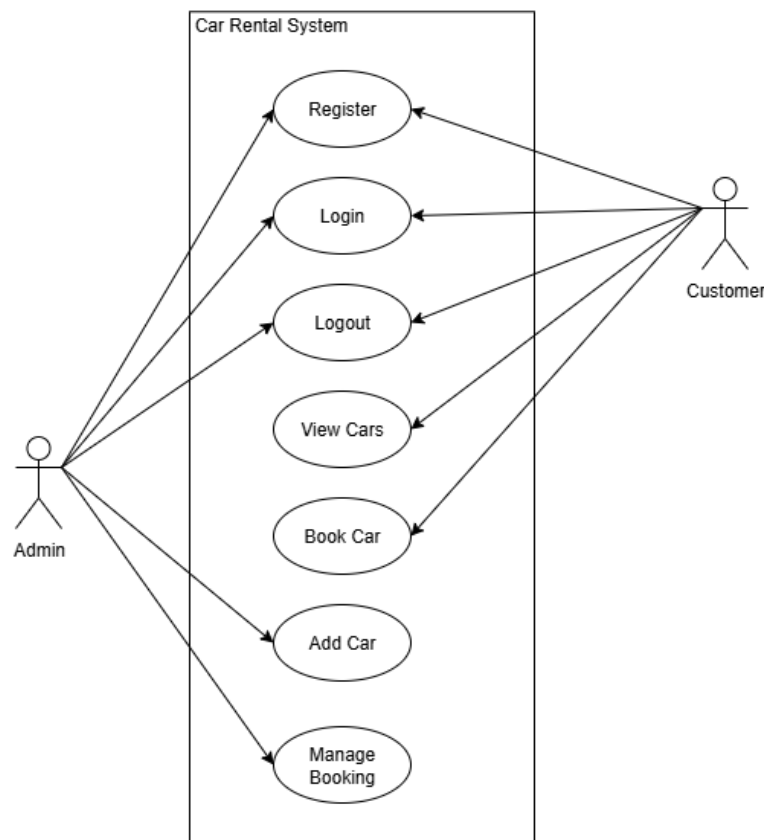 Car Rental System
Register
Login
Customer
Logout
View Cars
Admin
Book Car
Add Car
Manage
Booking